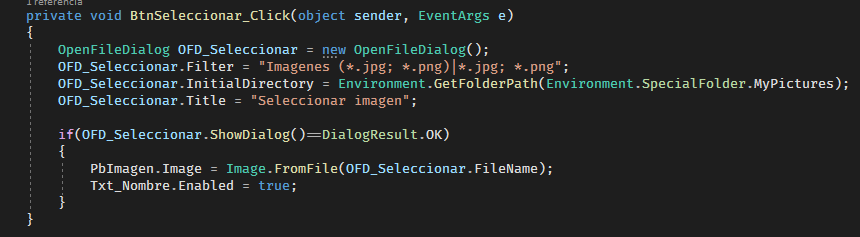 1 referencia
private void BtnSeleccionar_Click(object sender, EventArgs e)
{
OpenFileDialog OFD_Seleccionar = new OpenFileDialog();
OFD_Seleccionar.Filter = "Imagenes (*.jpg; *.png)|*.jpg; *.png";
OFD_Seleccionar.InitialDirectory = Environment.GetFolderPath(Environment.SpecialFolder.MyPictures);
OFD_Seleccionar.Title = "Seleccionar imagen";
if(OFD_Seleccionar.ShowDialog()==DialogResult.OK)
{
PbImagen.Image = Image.FromFile(OFD_Seleccionar.FileName);
Txt_Nombre.Enabled = true;
}
}